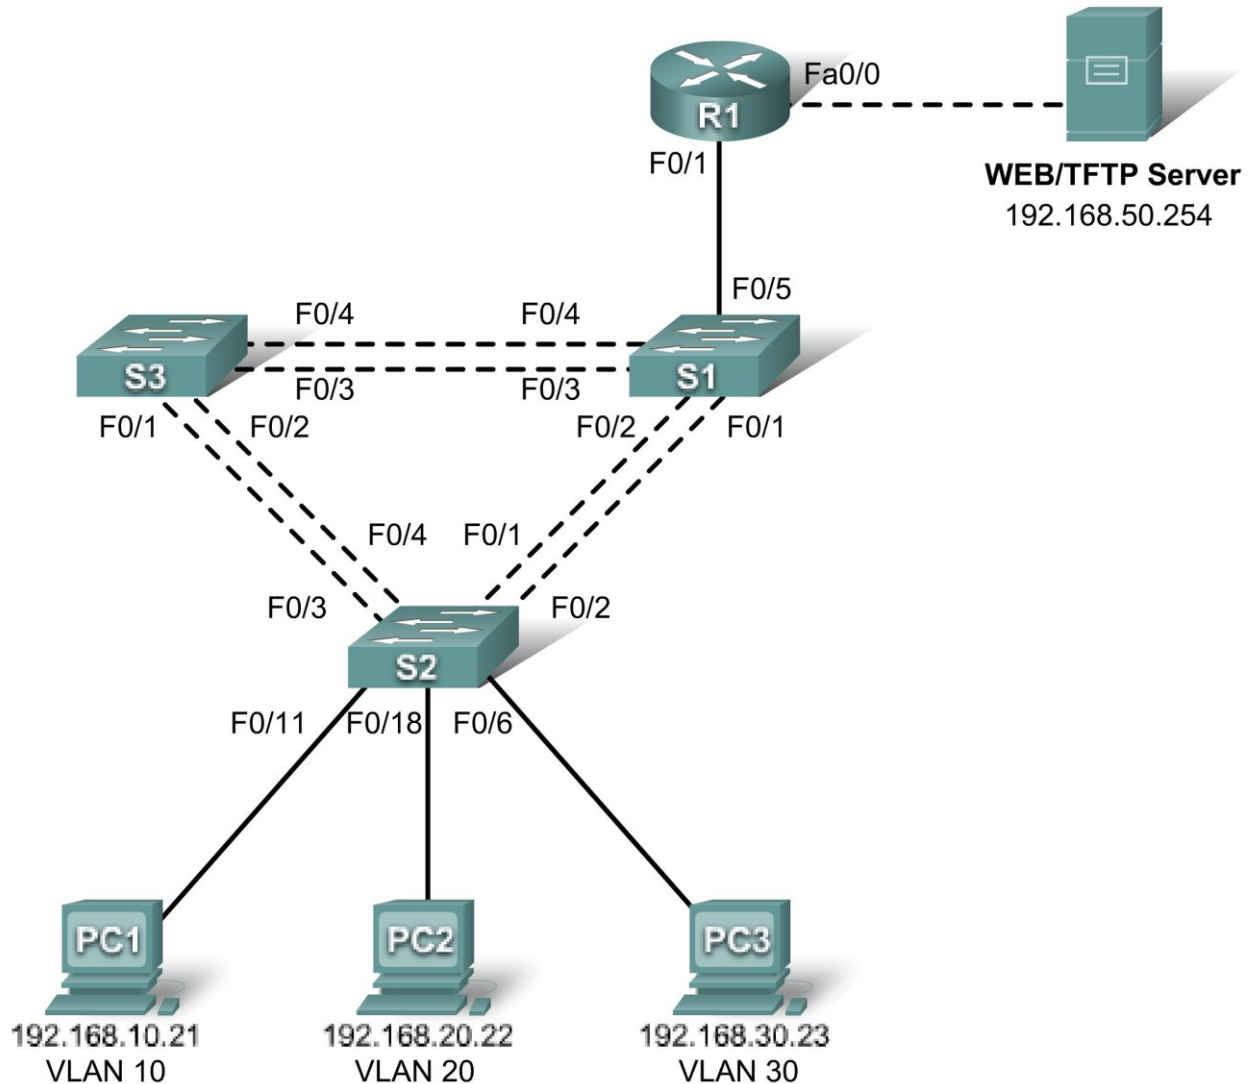 Fa0/0
R1
F0/1
WEB/TFTP Server
192.168.50.254
F0/5
F0/4
F0/4
S3
S1
F0/3
F0/3
F0/1
F0/2
F0/2
F0/1
F0/4
F0/1
F0/3
F0/2
S2
F0/11
F0/18
F0/6
PC1
PC2
PC3
192.168.10.21
192.168.20.22
192.168.30.23
VLAN 10
VLAN 20
VLAN 30